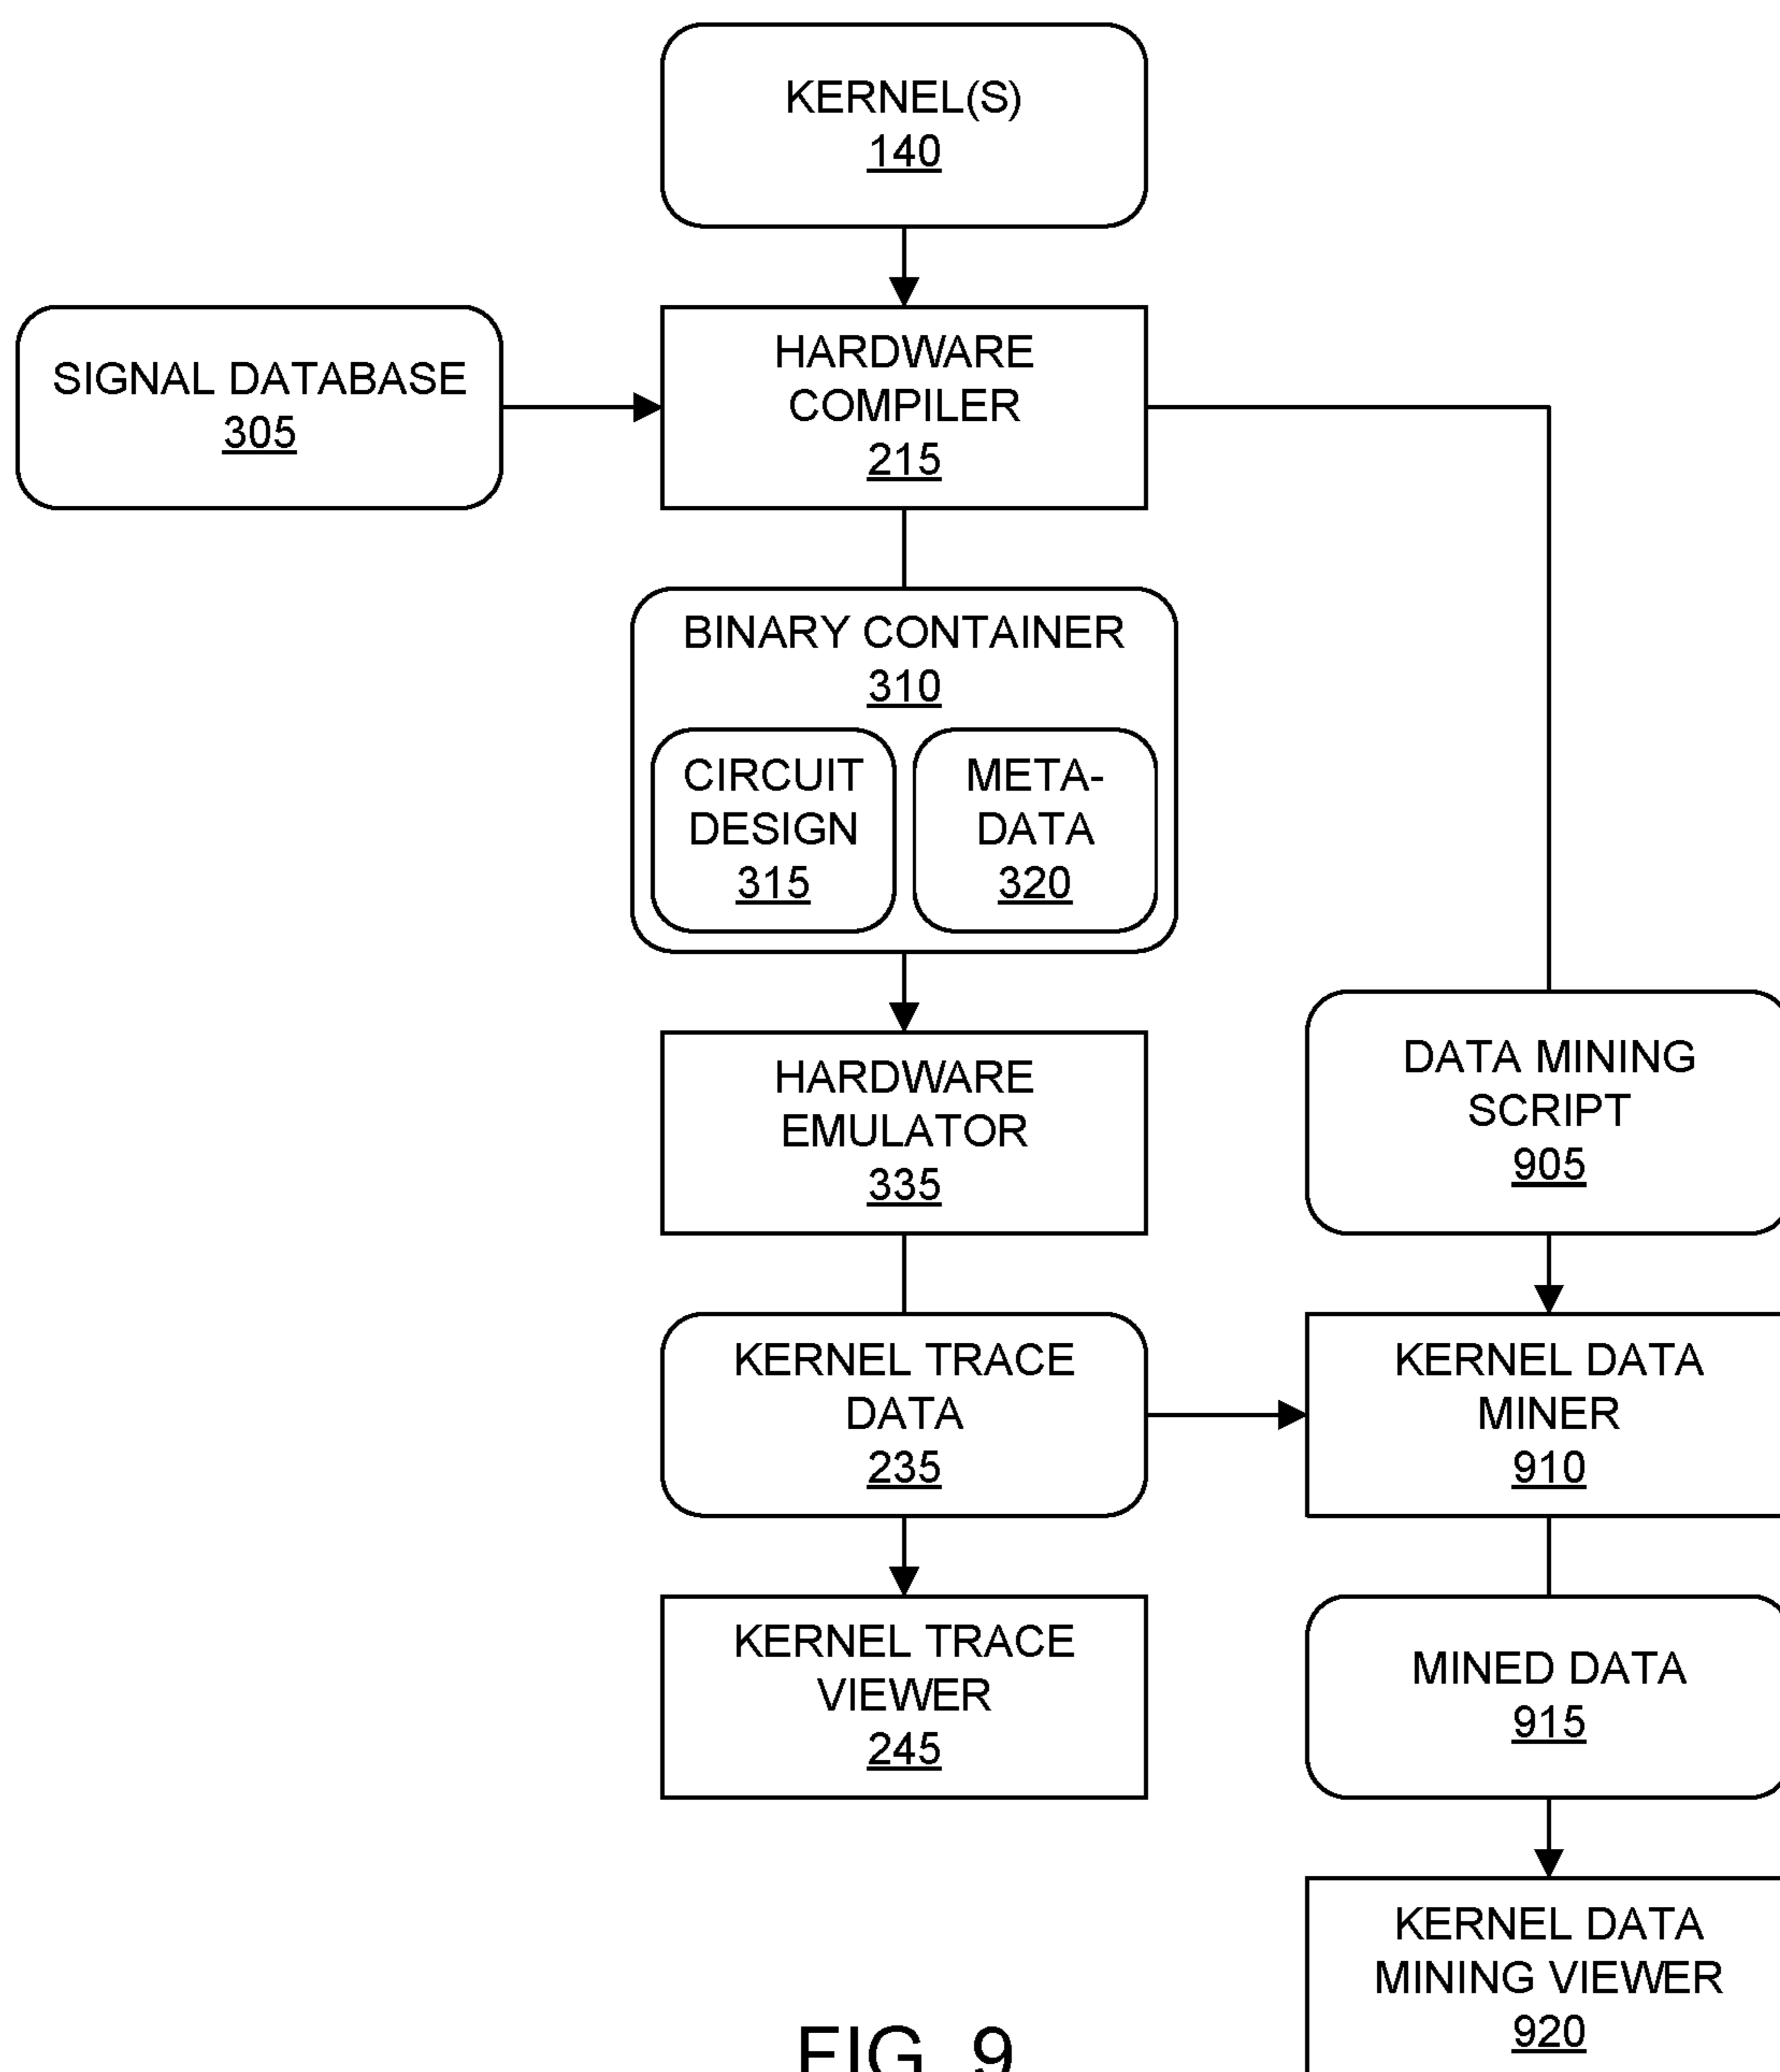 KERNEL(S)
140
SIGNAL DATABASE
305
HARDWARE
COMPILER
215
BINARY CONTAINER
310
CIRCUIT
DESIGN
315
META-
DATA
320
HARDWARE
EMULATOR
335
DATA MINING
SCRIPT
905
KERNEL TRACE
DATA
235
KERNEL DATA
MINER
910
KERNEL TRACE
VIEWER
245
MINED DATA
915
KERNEL DATA
MINING VIEWER
920
FIG. 9